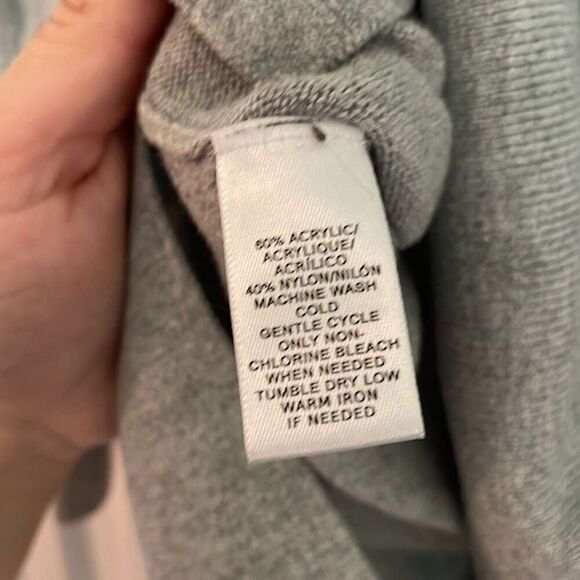 60% ACRYLIC/
ACRYLIQUE/
ACRÍLICO
40% NYLON/NILÓN
MACHINE WASH
COLD
GENTLE CYCLE
ONLY NON-
CHLORINE BLEACH
WHEN NEEDED
TUMBLE DRY LOW
WARM IRON
IF NEEDED